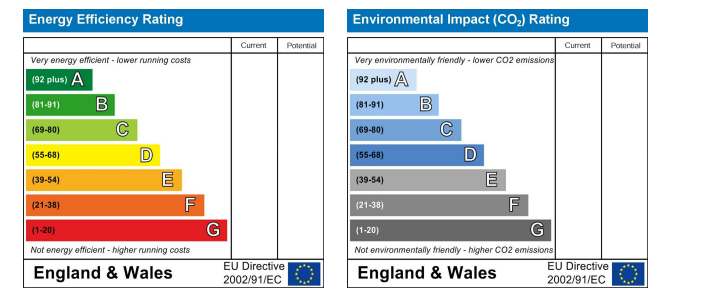 Energy Efficiency Rating
Current Potential
Very energy efficient - lower running costs
(92 plus) A
(81-91) B
(69-80) C
(55-68) D
(39-54) E
(21-38) F
(1-20) G
Not energy efficient - higher running costs
England & Wales
EU Directive
2002/91/EC
Environmental Impact (CO₂) Rating
Current Potential
Very environmentally friendly - lower CO2 emissions
(92 plus) A
(81-91) B
(69-80) C
(55-68) D
(39-54) E
(21-38) F
(1-20) G
Not environmentally friendly - higher CO2 emissions
England & Wales
EU Directive
2002/91/EC